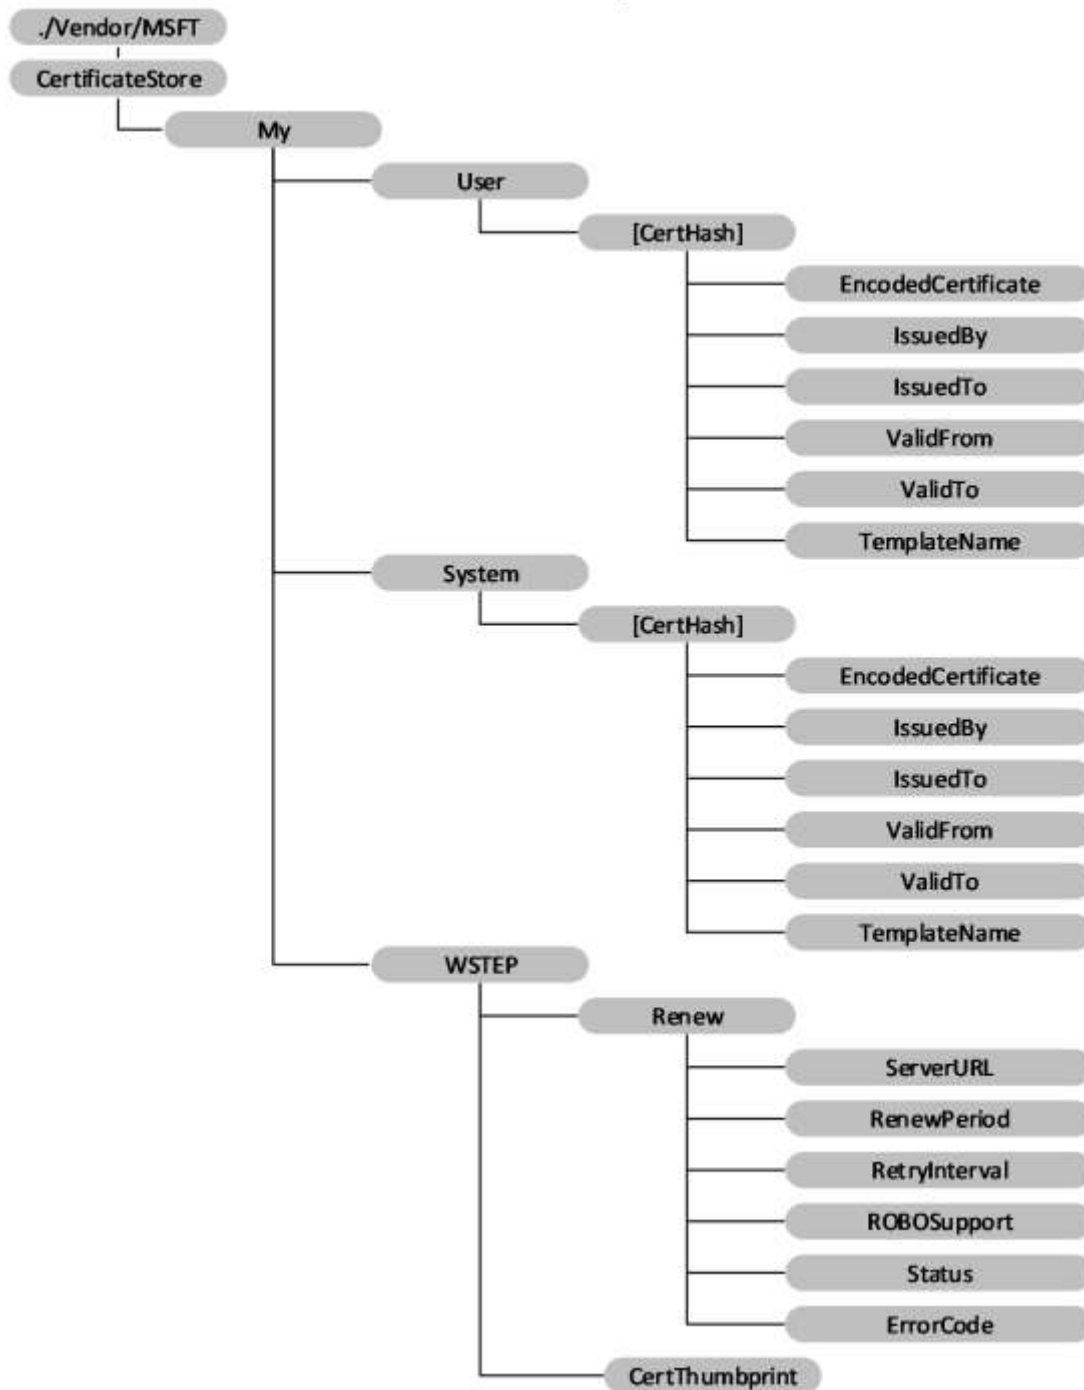 ./Vendor/MSFT
CertificateStore
My
User
[CertHash]
EncodedCertificate
IssuedBy
IssuedTo
ValidFrom
ValidTo
TemplateName
System
[CertHash]
EncodedCertificate
IssuedBy
IssuedTo
ValidFrom
ValidTo
TemplateName
WSTEP
Renew
ServerURL
RenewPeriod
RetryInterval
ROBOSupport
Status
ErrorCode
CertThumbprint